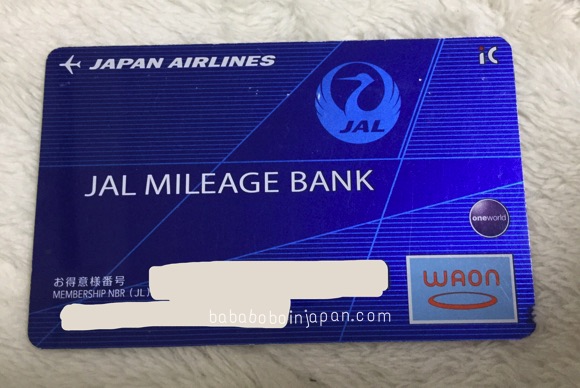 JAPAN AIRLINES
iC
JAL
JAL MILEAGE BANK
oneworld
お得意様番号
MEMBERSHIP NBR (JL)
WAON
bababoboinjapan.com